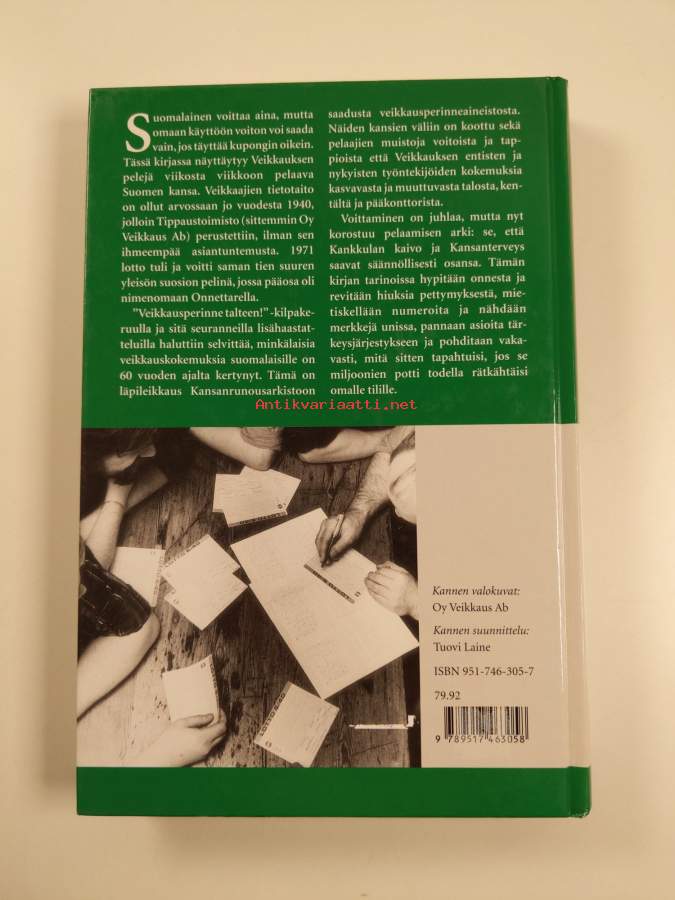 Suomalainen voittaa aina, mutta
omaan käyttöön voiton voi saada
vain, jos täyttää kupongin oikein.
Tässä kirjassa näyttäytyy Veikkauksen
pelejä viikosta viikkoon pelaava
Suomen kansa. Veikkaajien tietotaito
on ollut arvossaan jo vuodesta 1940,
jolloin Tippaustoimisto (sittemmin Oy
Veikkaus Ab) perustettiin, ilman sen
ihmeempää asiantuntemusta. 1971
lotto tuli ja voitti saman tien suuren
yleisön suosion pelinä, jossa pääosa oli
nimenomaan Onnettarella.
"Veikkausperinne talteen!" -kilpake-
ruulla ja sitä seuranneilla lisähaastat-
teluilla haluttiin selvittää, minkälaisia
veikkauskokemuksia suomalaisille on
60 vuoden ajalta kertynyt. Tämä on
läpileikkaus Kansanrunousarkistoon
saadusta veikkausperinneaineistosta.
Näiden kansien väliin on koottu sekä
pelaajien muistoja voitoista ja tap-
pioista että Veikkauksen entisten ja
nykyisten työntekijöiden kokemuksia
kasvavasta ja muuttuvasta talosta, ken-
tältä ja pääkonttorista.
Voittaminen on juhlaa, mutta nyt
korostuu pelaamisen arki: se, että
Kankkulan kaivo ja Kansanterveys
saavat säännöllisesti osansa. Tämän
kirjan tarinoissa hypitään onnesta ja
revitään hiuksia pettymyksestä, mie-
tiskellään numeroita ja nähdään
merkkejä unissa, pannaan asioita tär-
keysjärjestykseen ja pohditaan vaka-
vasti, mitä sitten tapahtuisi, jos se
miljoonien potti todella rätkähtäisi
omalle tilille.
Antikvariaatti.net
Kannen valokuvat:
Oy Veikkaus Ab
Kannen suunnittelu:
Tuovi Laine
ISBN 951-746-305-7
79.92
9 789517 463058